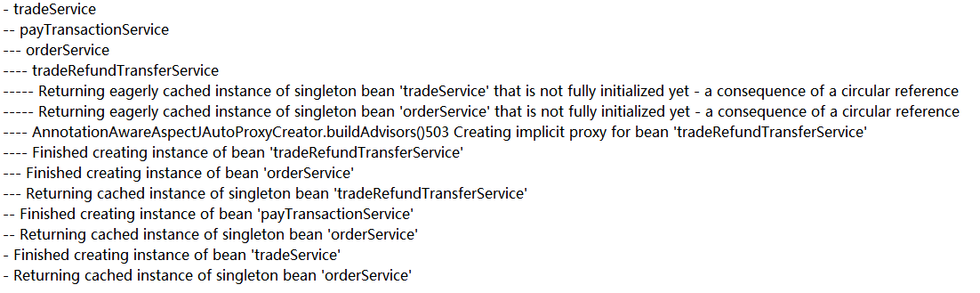 - tradeService
-- payTransactionService
--- orderService
---- tradeRefundTransferService
----- Returning eagerly cached instance of singleton bean 'tradeService' that is not fully initialized yet - a consequence of a circular reference
----- Returning eagerly cached instance of singleton bean 'orderService' that is not fully initialized yet - a consequence of a circular reference
---- AnnotationAwareAspectJAutoProxyCreator.buildAdvisors()503 Creating implicit proxy for bean 'tradeRefundTransferService'
---- Finished creating instance of bean 'tradeRefundTransferService'
--- Finished creating instance of bean 'orderService'
--- Returning cached instance of singleton bean 'tradeRefundTransferService'
-- Finished creating instance of bean 'payTransactionService'
-- Returning cached instance of singleton bean 'orderService'
- Finished creating instance of bean 'tradeService'
- Returning cached instance of singleton bean 'orderService'